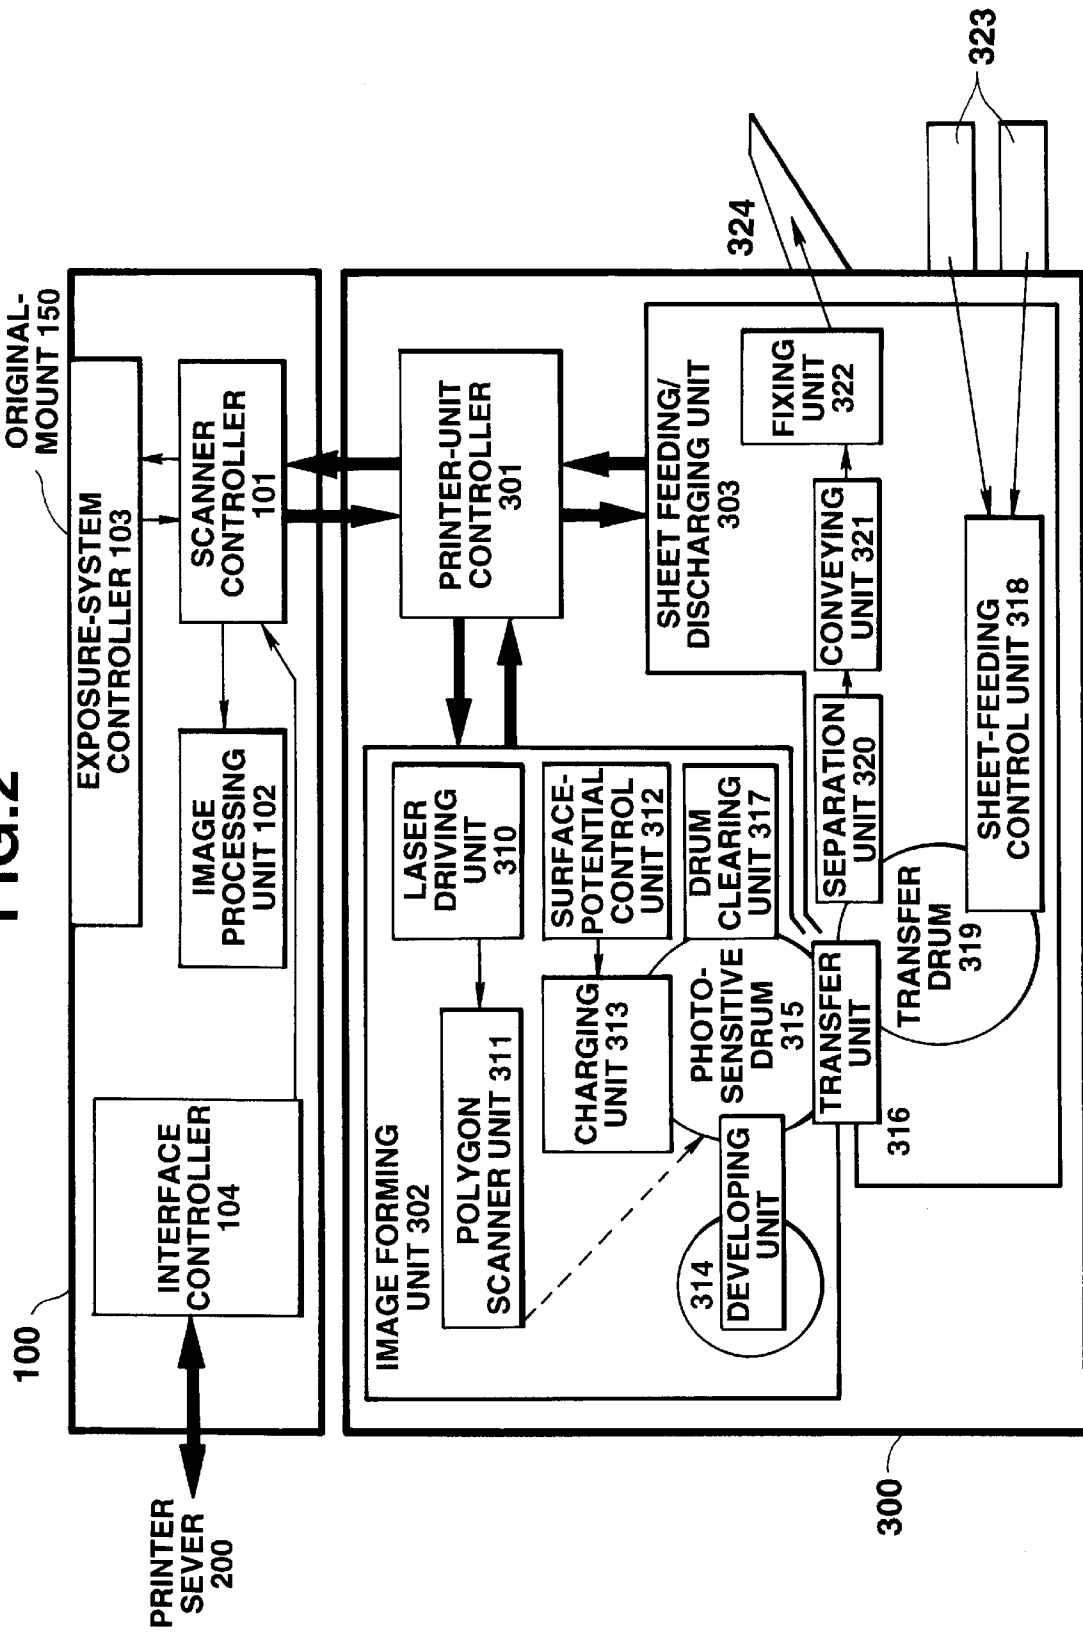 FIG.2
ORIGINAL-
MOUNT 150
100
EXPOSURE-SYSTEM
CONTROLLER 103
SCANNER
CONTROLLER
101
IMAGE
PROCESSING
UNIT 102
INTERFACE
CONTROLLER
104
PRINTER
SEVER
200
PRINTER-UNIT
CONTROLLER
301
IMAGE FORMING
UNIT 302
LASER
DRIVING
UNIT
310
POLYGON
SCANNER UNIT 311
SURFACE-
POTENTIAL
CONTROL
UNIT 312
CHARGING
UNIT 313
DRUM
CLEARING
UNIT 317
PHOTO-
SENSITIVE
DRUM
315
314
DEVELOPING
UNIT
TRANSFER
UNIT
316
SHEET FEEDING/
DISCHARGING UNIT
303
FIXING
UNIT
322
CONVEYING
UNIT 321
SEPARATION
UNIT 320
TRANSFER
DRUM
319
SHEET-FEEDING
CONTROL UNIT 318
324
323
300